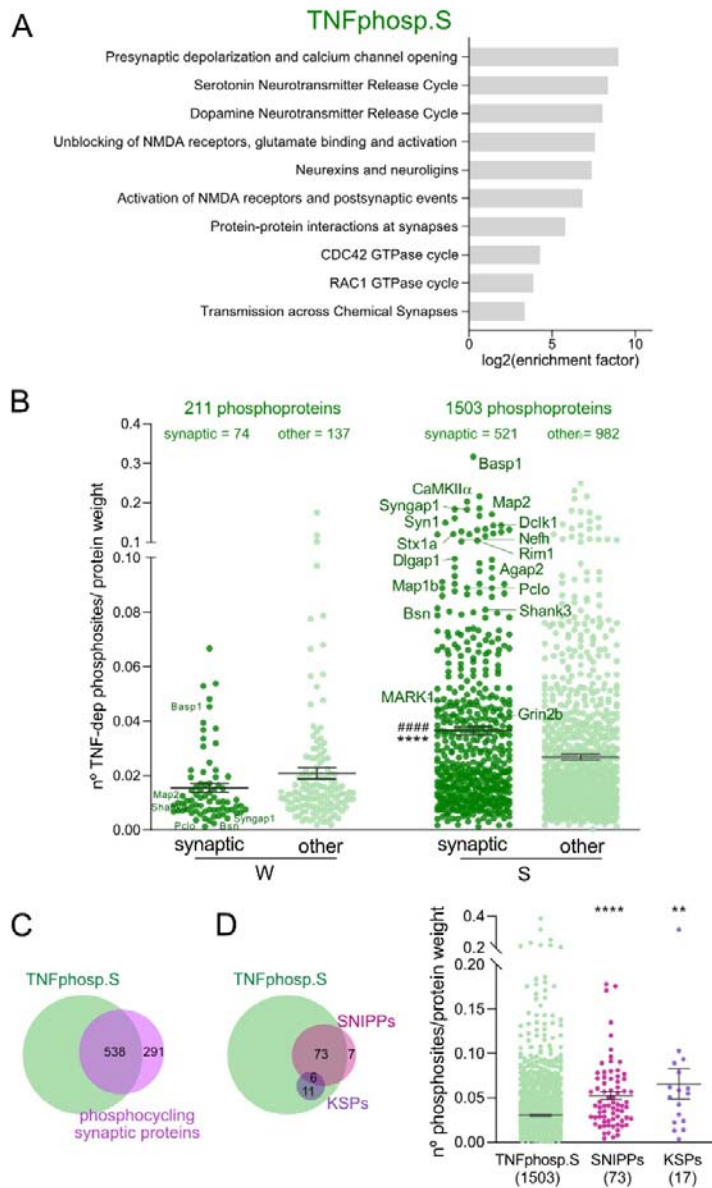 A
TNFphosp.S
Presynaptic depolarization and calcium channel opening
Serotonin Neurotransmitter Release Cycle
Dopamine Neurotransmitter Release Cycle
Unblocking of NMDA receptors, glutamate binding and activation
Neurexins and neuroligins
Activation of NMDA receptors and postsynaptic events
Protein-protein interactions at synapses
CDC42 GTPase cycle
RAC1 GTPase cycle
Transmission across Chemical Synapses
0 5 10
log2(enrichment factor)
B
211 phosphoproteins
synaptic = 74 other = 137
1503 phosphoproteins
synaptic = 521 other = 982
nº TNF-dep phosphosites/ protein weight
0.4
0.3
0.2
0.1
0.10
0.08
0.06
0.04
0.02
0.00
Basp1
Map2
Syngap1
Pclo Bsn
Basp1
CaMKIIα
Syngap1
Map2
Syn1
Dclk1
Stx1a
Nefh
Rim1
Dlgap1
Agap2
Map1b
Pclo
Bsn
Shank3
MARK1
Grin2b
####
****
synaptic other
W
synaptic other
S
C
TNFphosp.S
538 291
phosphocycling
synaptic proteins
D
TNFphosp.S
SNIPPs
73 7
6
11
KSPs
nº phosphosites/protein weight
0.4
0.2
0.20
0.15
0.10
0.05
0.00
**** **
TNFphosp.S SNIPPs KSPs
(1503) (73) (17)